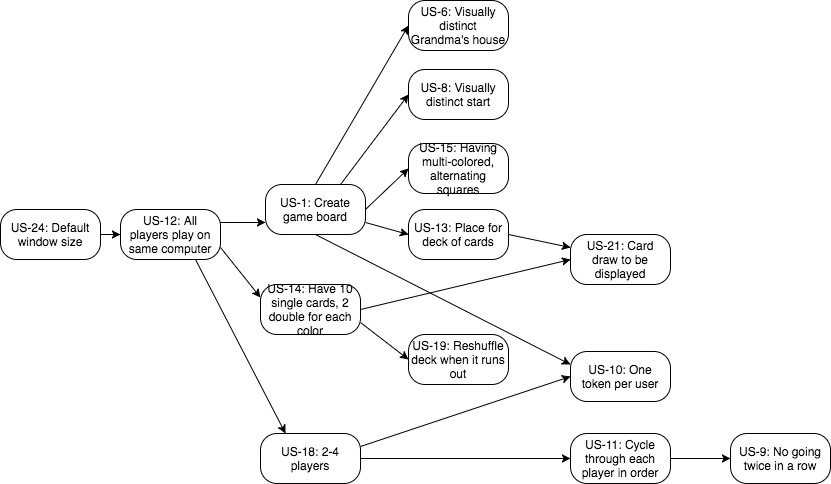 US-6: Visually
distinct
Grandma's house
US-8: Visually
distinct start
US-15: Having
multi-colored,
alternating
squares
US-1: Create
game board
US-24: Default
window size
US-12: All
players play on
same computer
US-13: Place for
deck of cards
US-21: Card
draw to be
displayed
US-14: Have 10
single cards, 2
double for each
color
US-19: Reshuffle
deck when it runs
out
US-10: One
token per user
US-18: 2-4
players
US-11: Cycle
through each
player in order
US-9: No going
twice in a row